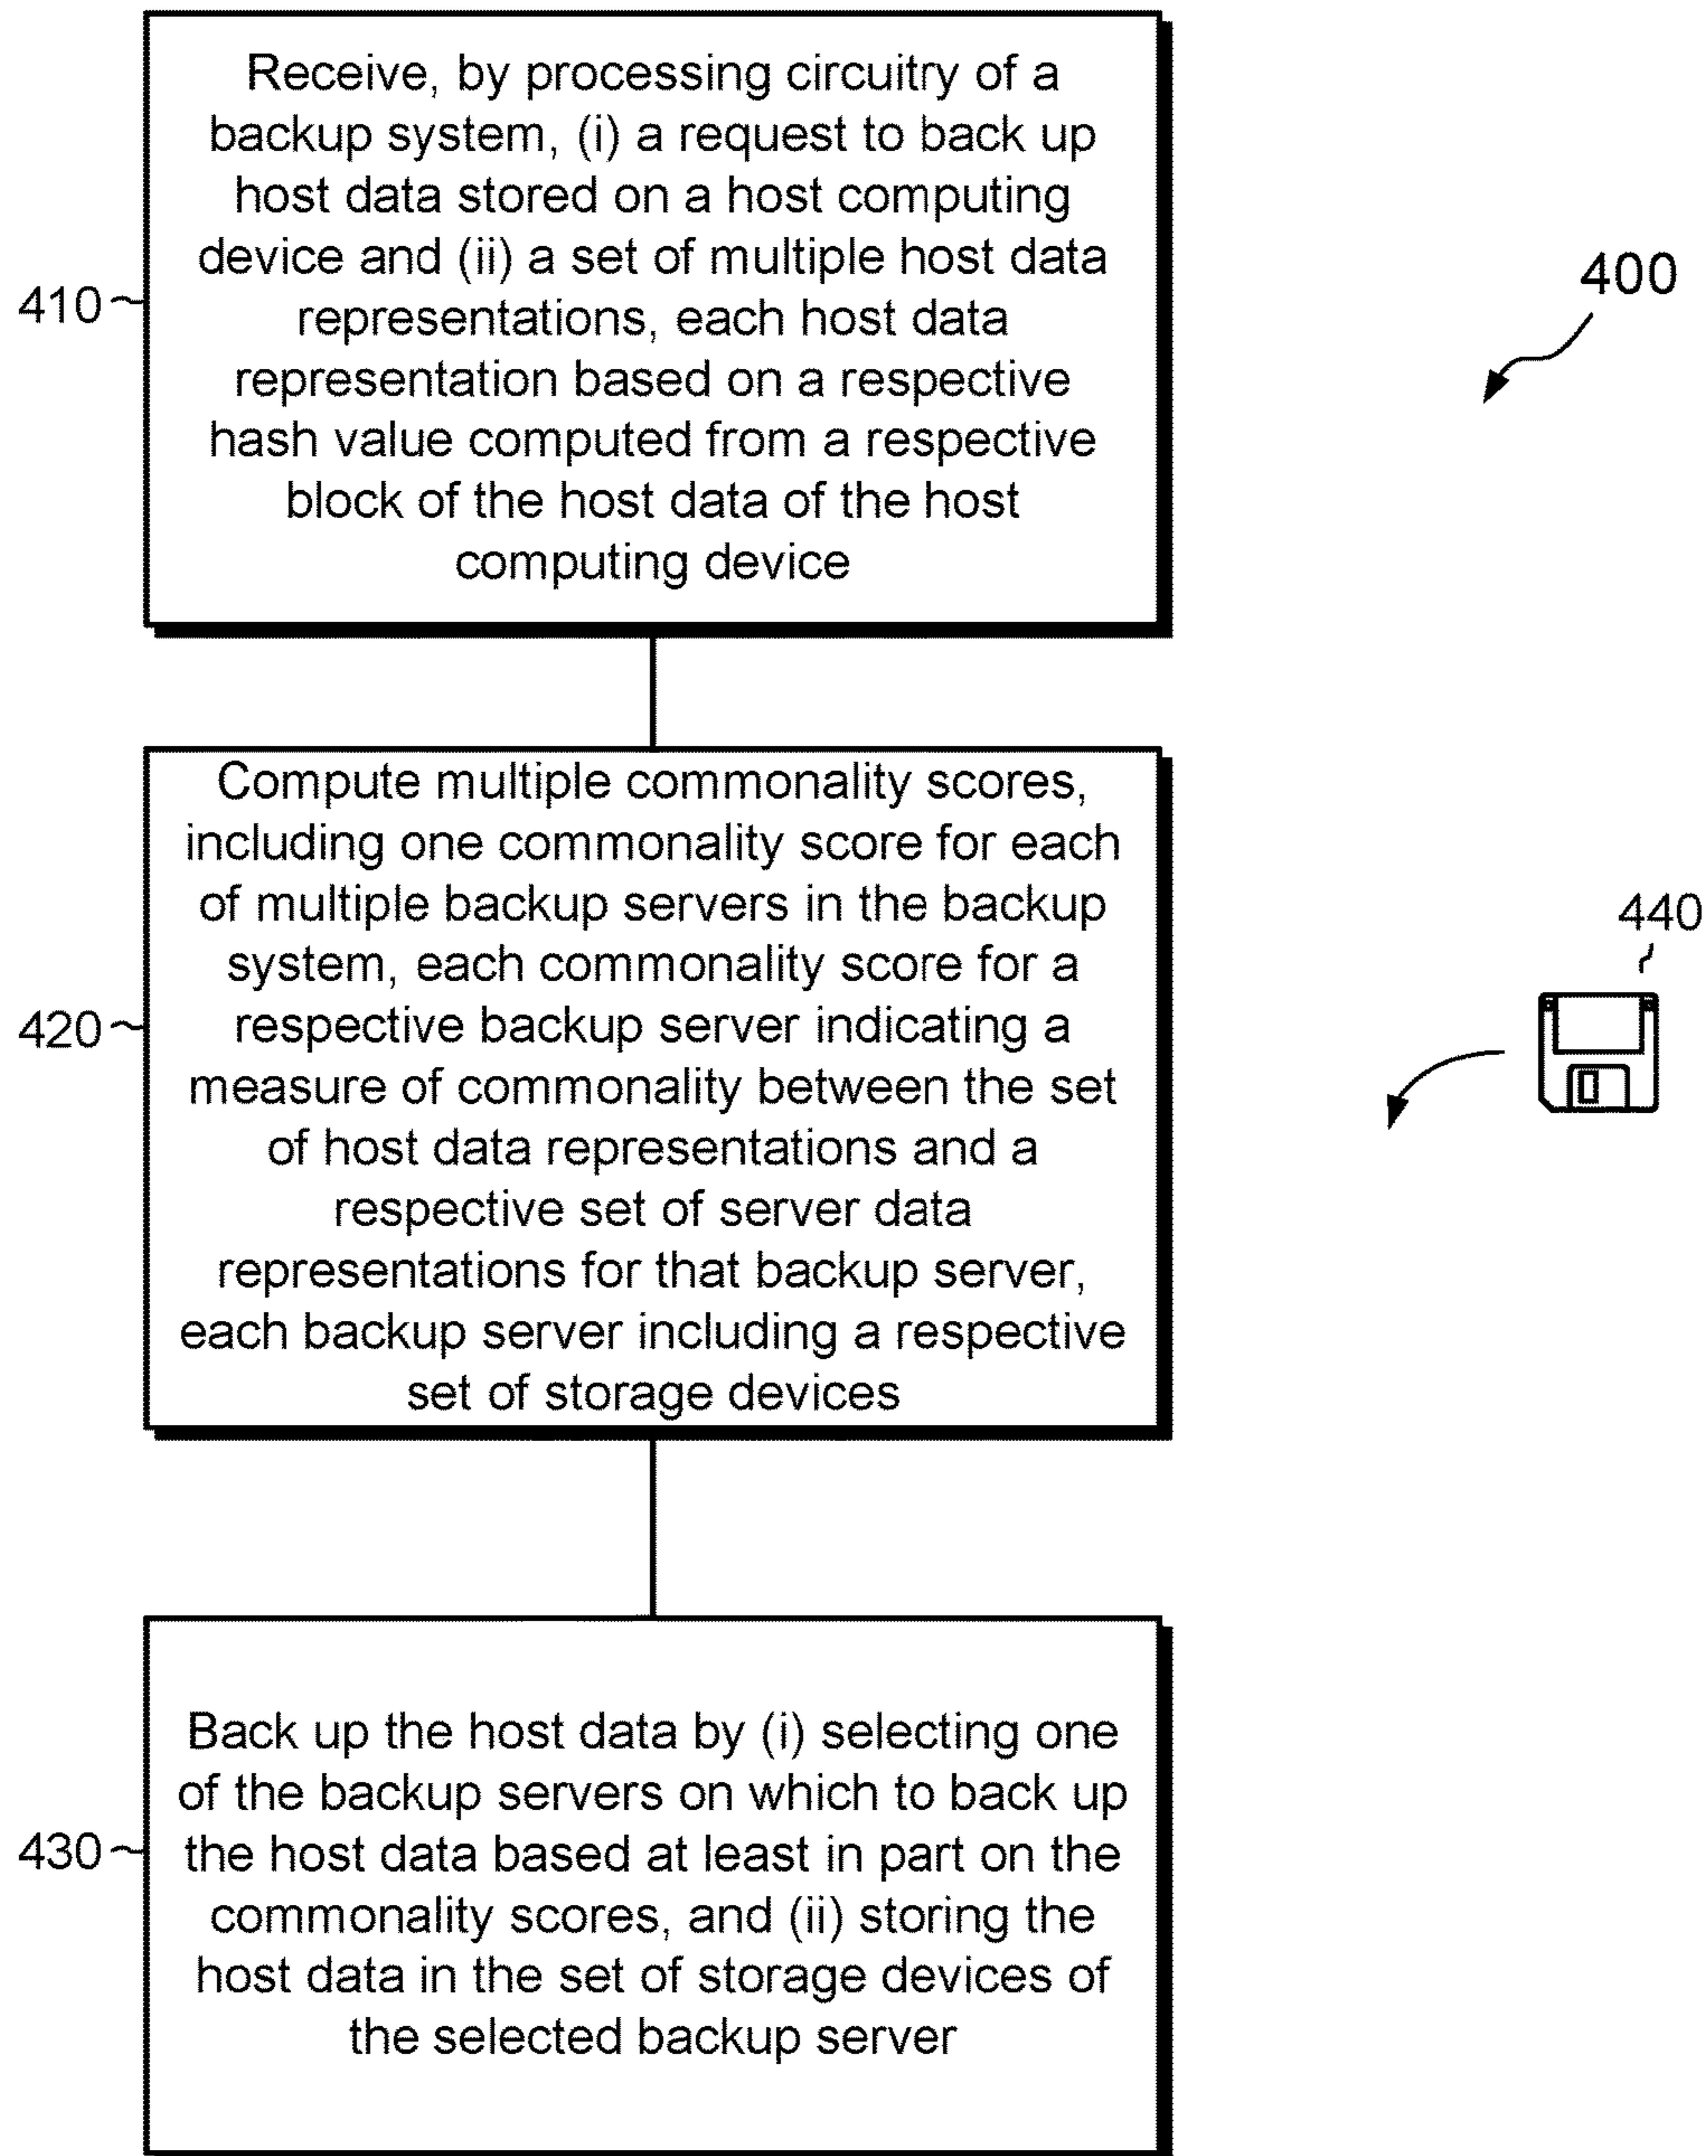 Receive, by processing circuitry of a
backup system, (i) a request to back up
host data stored on a host computing
device and (ii) a set of multiple host data
representations, each host data
representation based on a respective
hash value computed from a respective
block of the host data of the host
computing device
410
400
Compute multiple commonality scores,
including one commonality score for each
of multiple backup servers in the backup
system, each commonality score for a
respective backup server indicating a
measure of commonality between the set
of host data representations and a
respective set of server data
representations for that backup server,
each backup server including a respective
set of storage devices
420
440
Back up the host data by (i) selecting one
of the backup servers on which to back up
the host data based at least in part on the
commonality scores, and (ii) storing the
host data in the set of storage devices of
the selected backup server
430